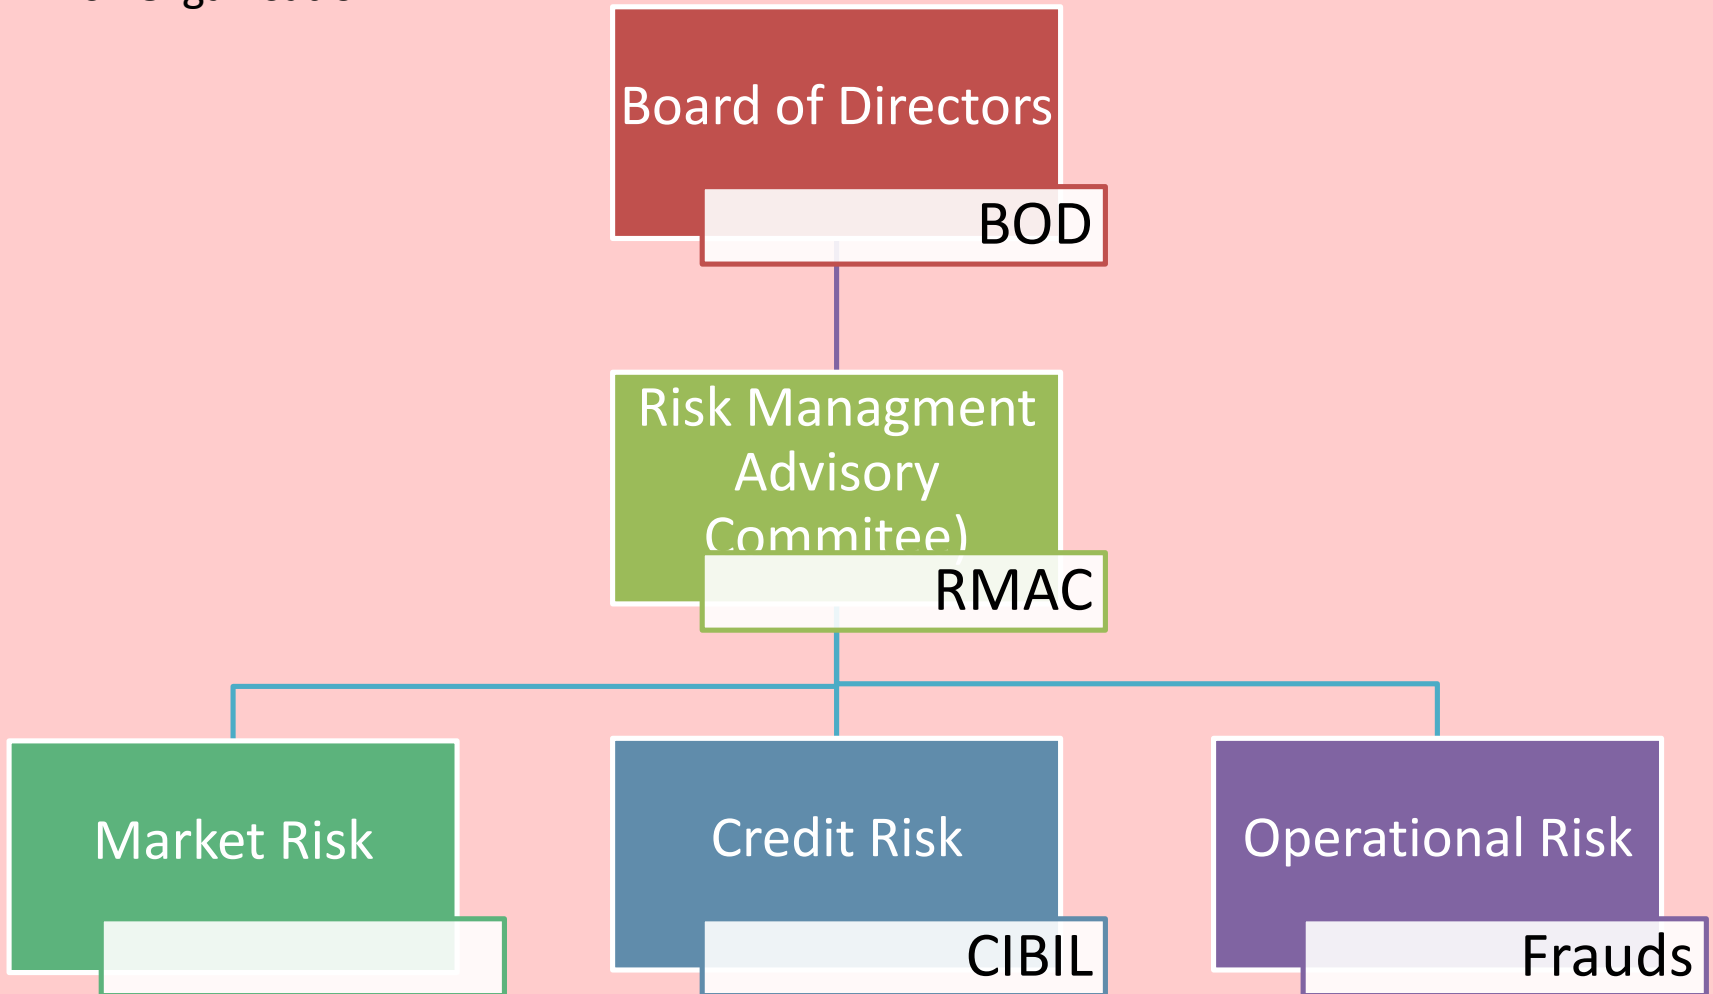 Board of Directors
BOD
Risk Managment
Advisory
Commitee)
RMAC
Market Risk
Credit Risk
CIBIL
Operational Risk
Frauds